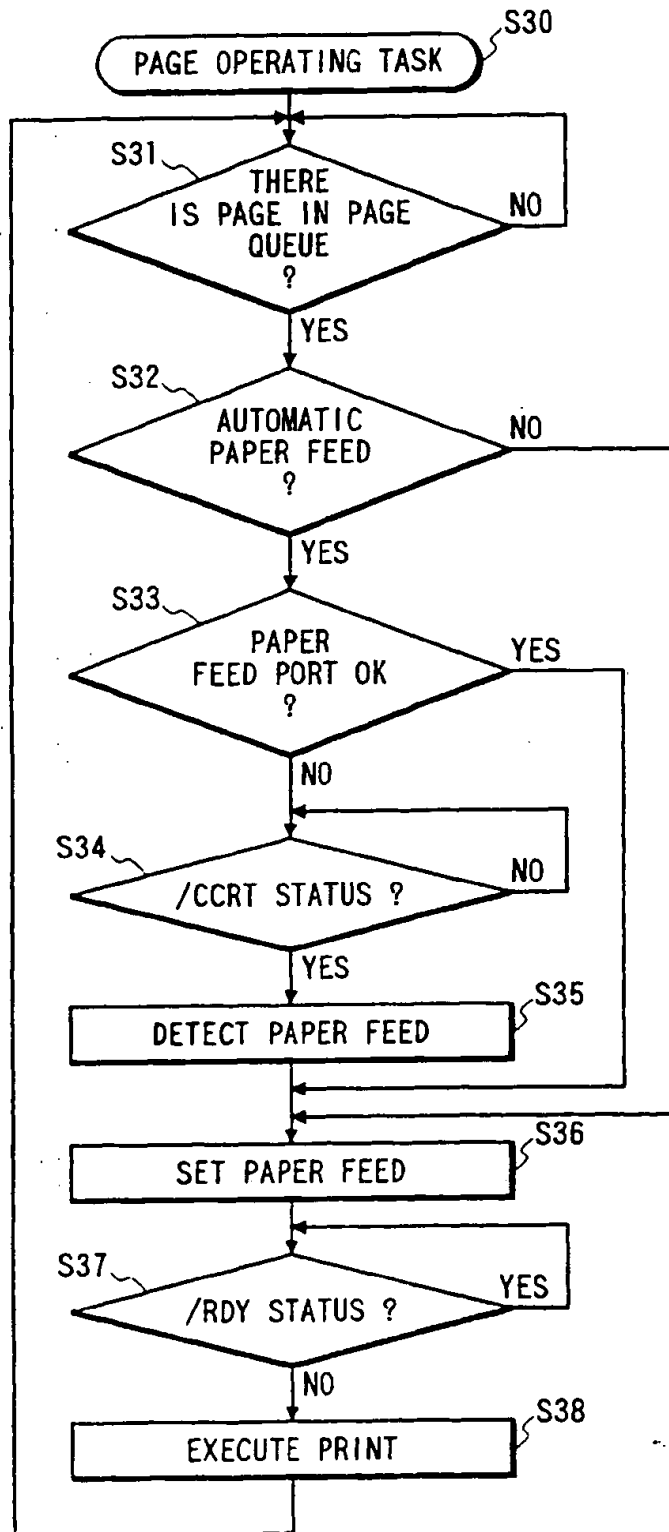 S30
PAGE OPERATING TASK
S31
THERE
IS PAGE IN PAGE
QUEUE
?
NO
YES
S32
AUTOMATIC
PAPER FEED
?
NO
YES
S33
PAPER
FEED PORT OK
?
YES
NO
S34
/CCRT STATUS ?
NO
YES
S35
DETECT PAPER FEED
S36
SET PAPER FEED
S37
/RDY STATUS ?
YES
NO
S38
EXECUTE PRINT